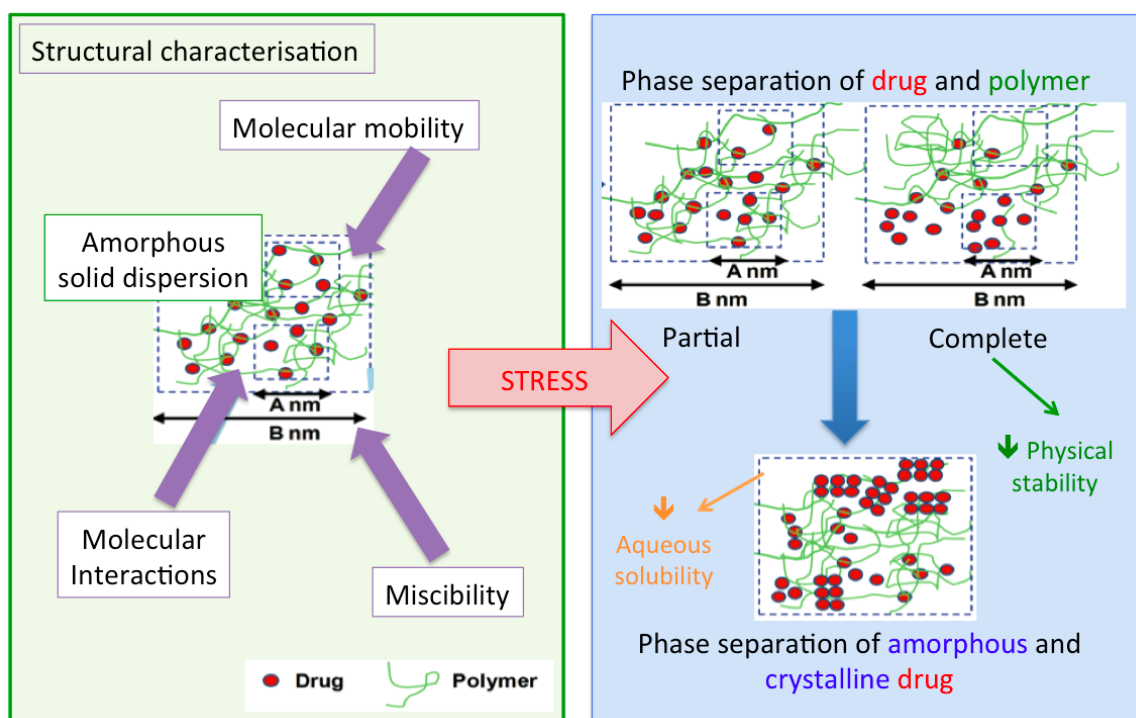 Structural characterisation
Molecular mobility
Amorphous
solid dispersion
A nm
B nm
Molecular
Interactions
Miscibility
Drug
Polymer
STRESS
Phase separation of drug and polymer
A nm
B nm
A nm
B nm
Partial
Complete
Physical
stability
Aqueous
solubility
Phase separation of amorphous and
crystalline drug